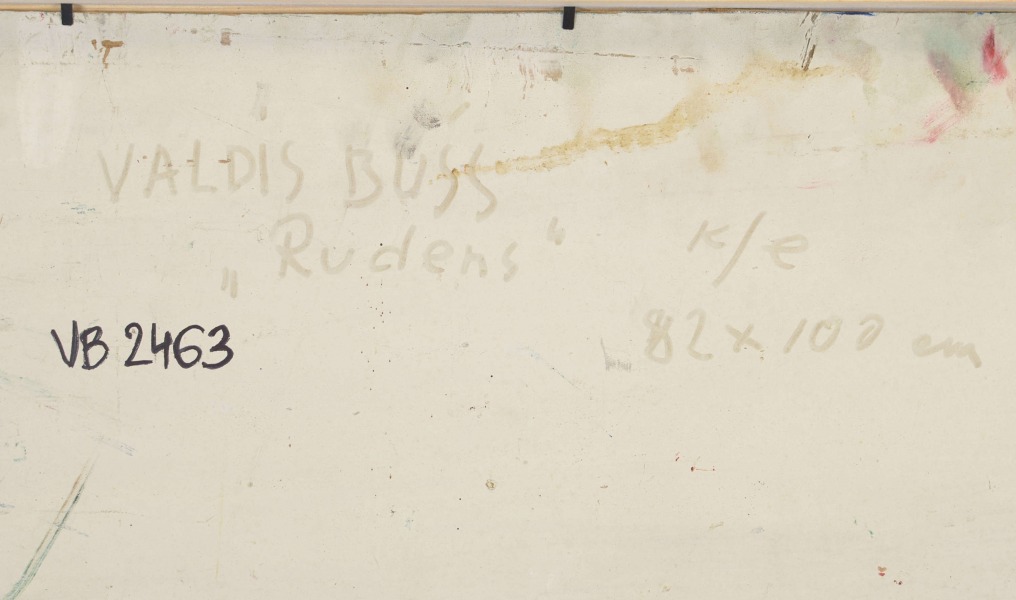 VALDIS BUŠS
„Rudens“ K/e
VB 2463
82 x 100 cm